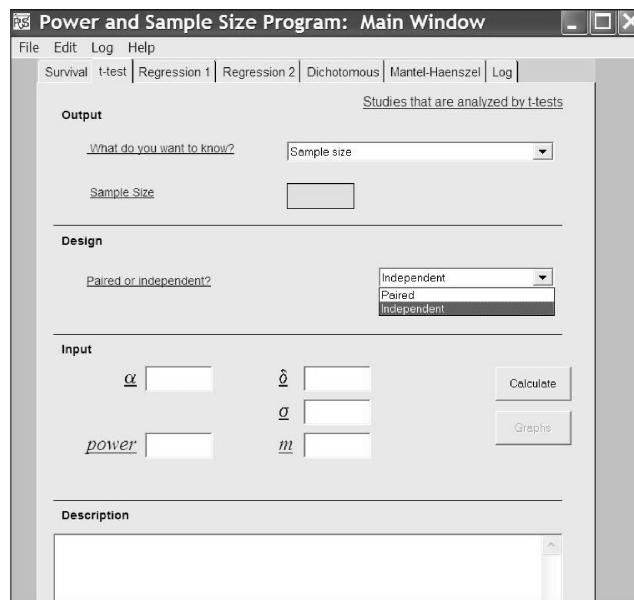 PS Power and Sample Size Program: Main Window
File Edit Log Help
Survival t-test Regression 1 Regression 2 Dichotomous Mantel-Haenszel Log
Studies that are analyzed by t-tests
Output
What do you want to know? Sample size
Sample Size
Design
Paired or independent? Independent
Paired
Independent
Input
α δ Calculate
σ Graphs
power m
Description